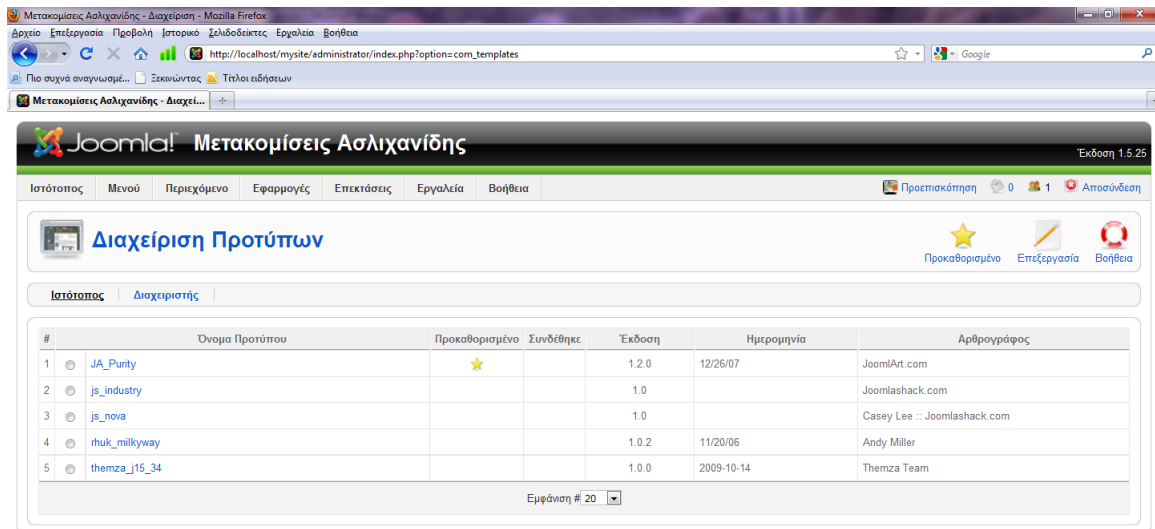 Μετακομίσεις Ασλιχανίδης - Διαχείριση - Mozilla Firefox
Αρχείο Επεξεργασία Προβολή Ιστορικό Σελιδοδείκτες Εργαλεία Βοήθεια
http://localhost/mysite/administrator/index.php?option=com_templates Google
Πιο συχνά αναγνωσμέ... Ξεκινώντας Τίτλοι ειδήσεων
Μετακομίσεις Ασλιχανίδης - Διαχεί...
Joomla! Μετακομίσεις Ασλιχανίδης
Έκδοση 1.5.25
Ιστότοπος Μενού Περιεχόμενο Εφαρμογές Επεκτάσεις Εργαλεία Βοήθεια Προεπισκόπηση 0 1 Αποσύνδεση
Διαχείριση Προτύπων
Προκαθορισμένο Επεξεργασία Βοήθεια
Ιστότοπος Διαχειριστής
# Όνομα Προτύπου Προκαθορισμένο Συνδέθηκε Έκδοση Ημερομηνία Αρθρογράφος
1 JA_Purity 1.2.0 12/26/07 JoomlArt.com
2 js_industry 1.0 Joomlashack.com
3 js_nova 1.0 Casey Lee :: Joomlashack.com
4 rhuk_milkyway 1.0.2 11/20/06 Andy Miller
5 themza_j15_34 1.0.0 2009-10-14 Themza Team
Εμφάνιση # 20